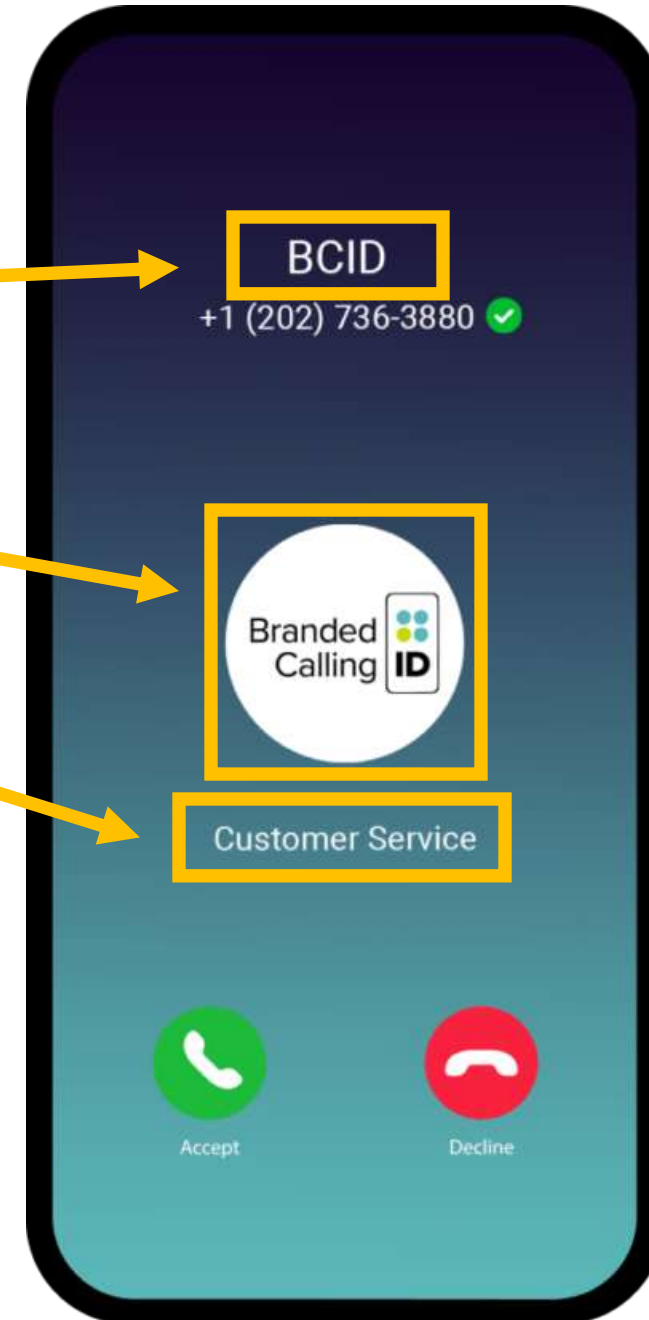 BCID
+1 (202) 736-3880
Branded
Calling ID
Customer Service
Accept
Decline